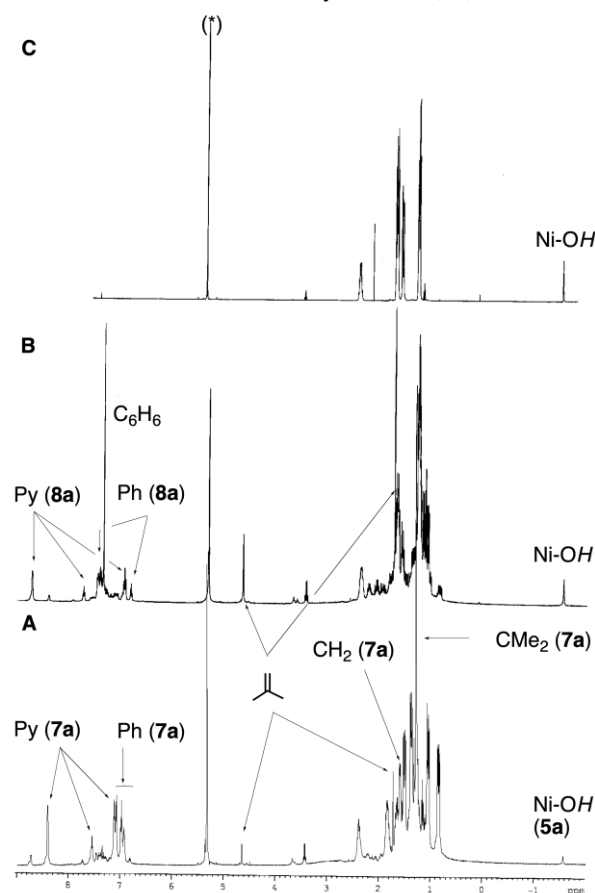 (*)
C
Ni-OH
B
C6H6
Py (8a)
Ph (8a)
Ni-OH
A
CMe2 (7a)
CH2 (7a)
Py (7a)
Ph (7a)
Ni-OH
(5a)
8 7 6 5 4 3 2 1 0 -1 ppm